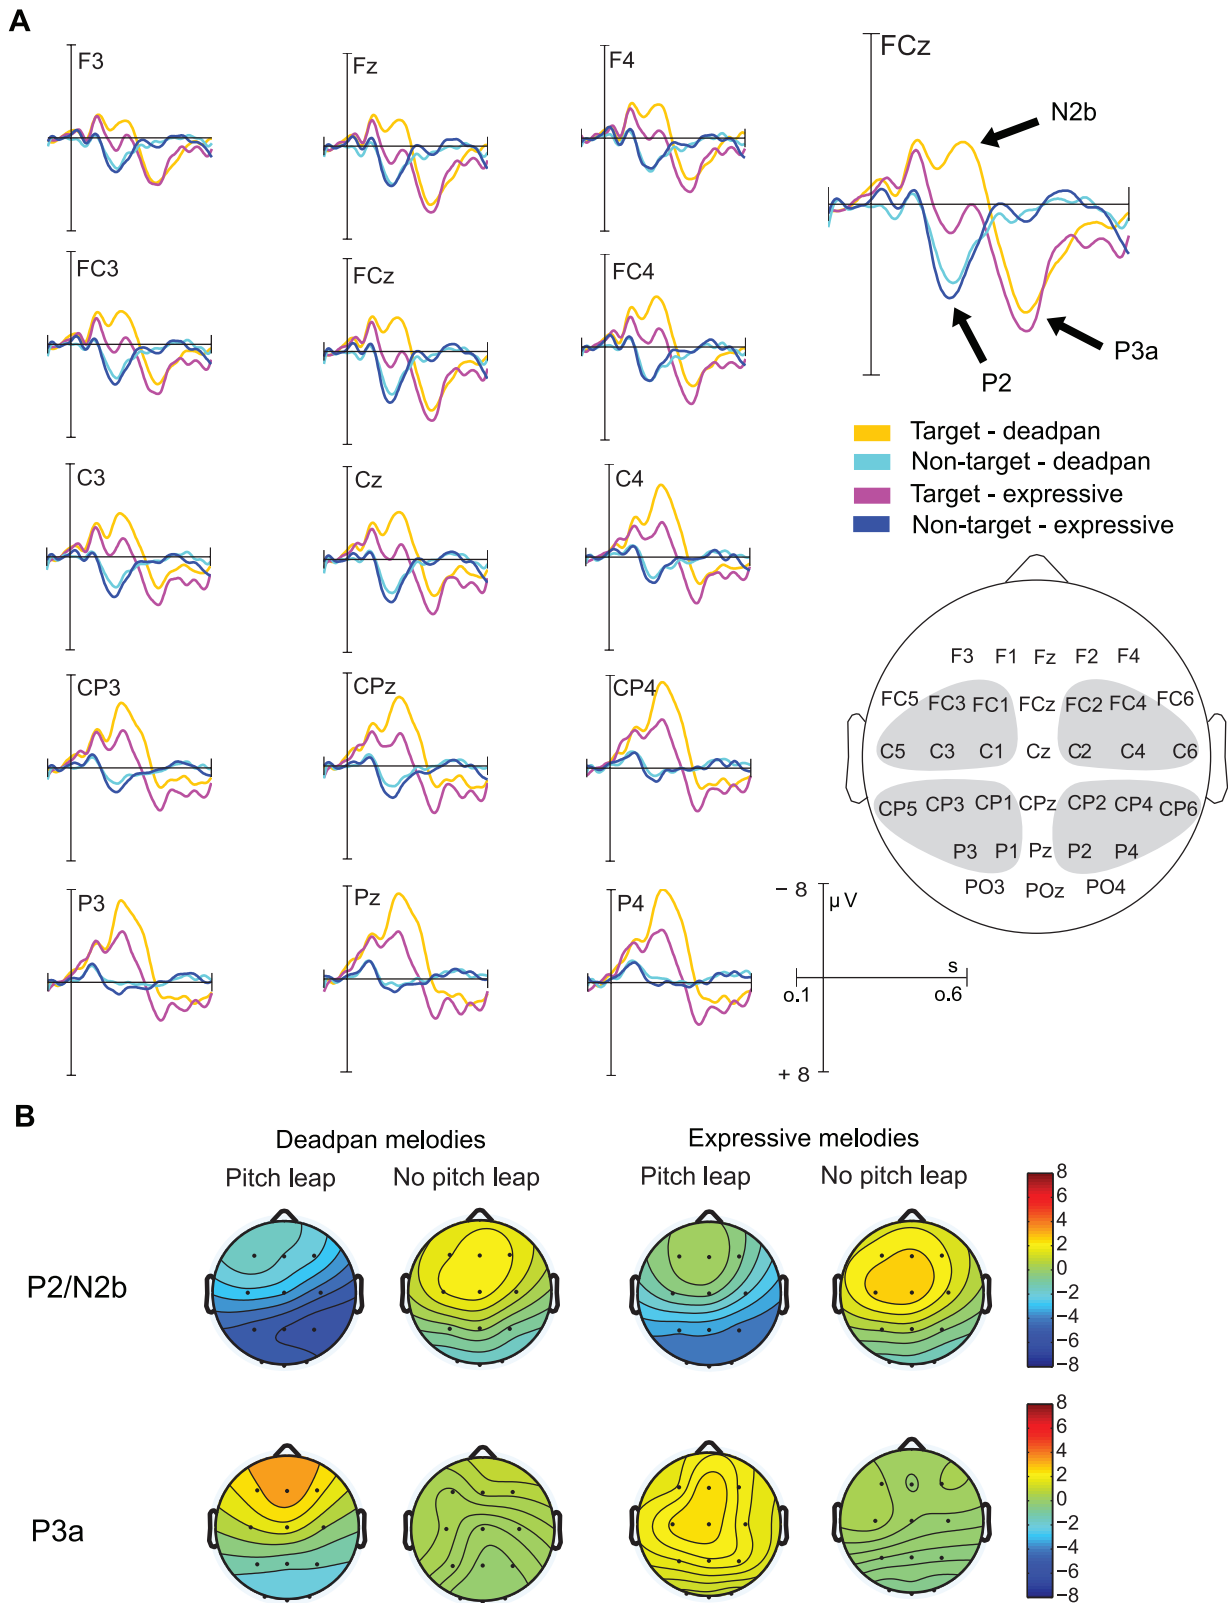 A
F3
Fz
F4
FCz
N2b
P3a
P2
FC3
FCz
FC4
C3
Cz
C4
CP3
CPz
CP4
P3
Pz
P4
Target - deadpan
Non-target - deadpan
Target - expressive
Non-target - expressive
F3 F1 Fz F2 F4
FC5 FC3 FC1 FCz FC2 FC4 FC6
C5 C3 C1 Cz C2 C4 C6
CP5 CP3 CP1 CPz CP2 CP4 CP6
P3 P1 Pz P2 P4
PO3 POz PO4
− 8
μV
s
0.1
0.6
+ 8
B
Deadpan melodies
Expressive melodies
Pitch leap
No pitch leap
Pitch leap
No pitch leap
P2/N2b
8
6
4
2
0
−2
−4
−6
−8
P3a
8
6
4
2
0
−2
−4
−6
−8